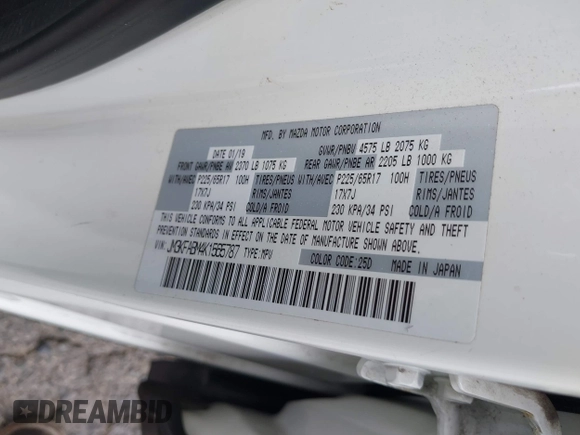 MFD. BY MAZDA MOTOR CORPORATION
DATE 01/19 GVWR/PNBV 4575 LB 2075 KG
FRONT GAWR/PNBE AV 2370 LB 1075 KG REAR GAWR/PNBE AR 2205 LB 1000 KG
WITH/AVEC P225/65R17 100H TIRES/PNEUS WITH/AVEC P225/65R17 100H TIRES/PNEUS
17X7J RIMS/JANTES 17X7J RIMS/JANTES
230 KPA/34 PSI COLD/A FROID 230 KPA/34 PSI COLD/A FROID
THIS VEHICLE CONFORMS TO ALL APPLICABLE FEDERAL MOTOR VEHICLE SAFETY AND THEFT
PREVENTION STANDARDS IN EFFECT ON THE DATE OF MANUFACTURE SHOWN ABOVE.
VIN: TYPE:MPV COLOR CODE:25D MADE IN JAPAN
DREAMBID